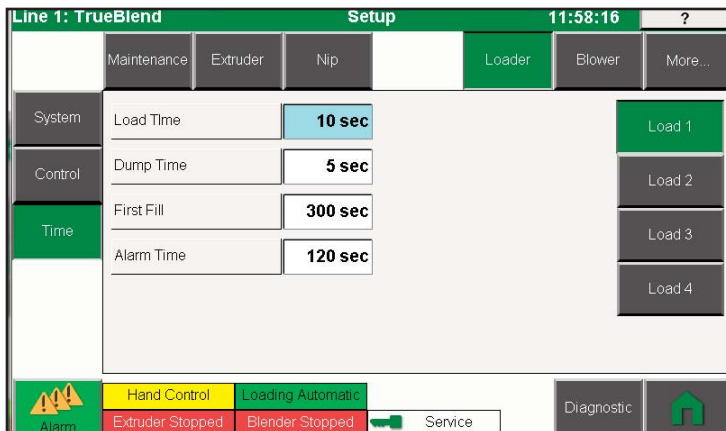 Line 1: TrueBlend Setup 11:58:16 ?
Maintenance Extruder Nip Loader Blower More...
System
Control
Time
Load TIme 10 sec
Dump Time 5 sec
First Fill 300 sec
Alarm Time 120 sec
Load 1
Load 2
Load 3
Load 4
Alarm
Hand Control Loading Automatic
Extruder Stopped Blender Stopped Service
Diagnostic